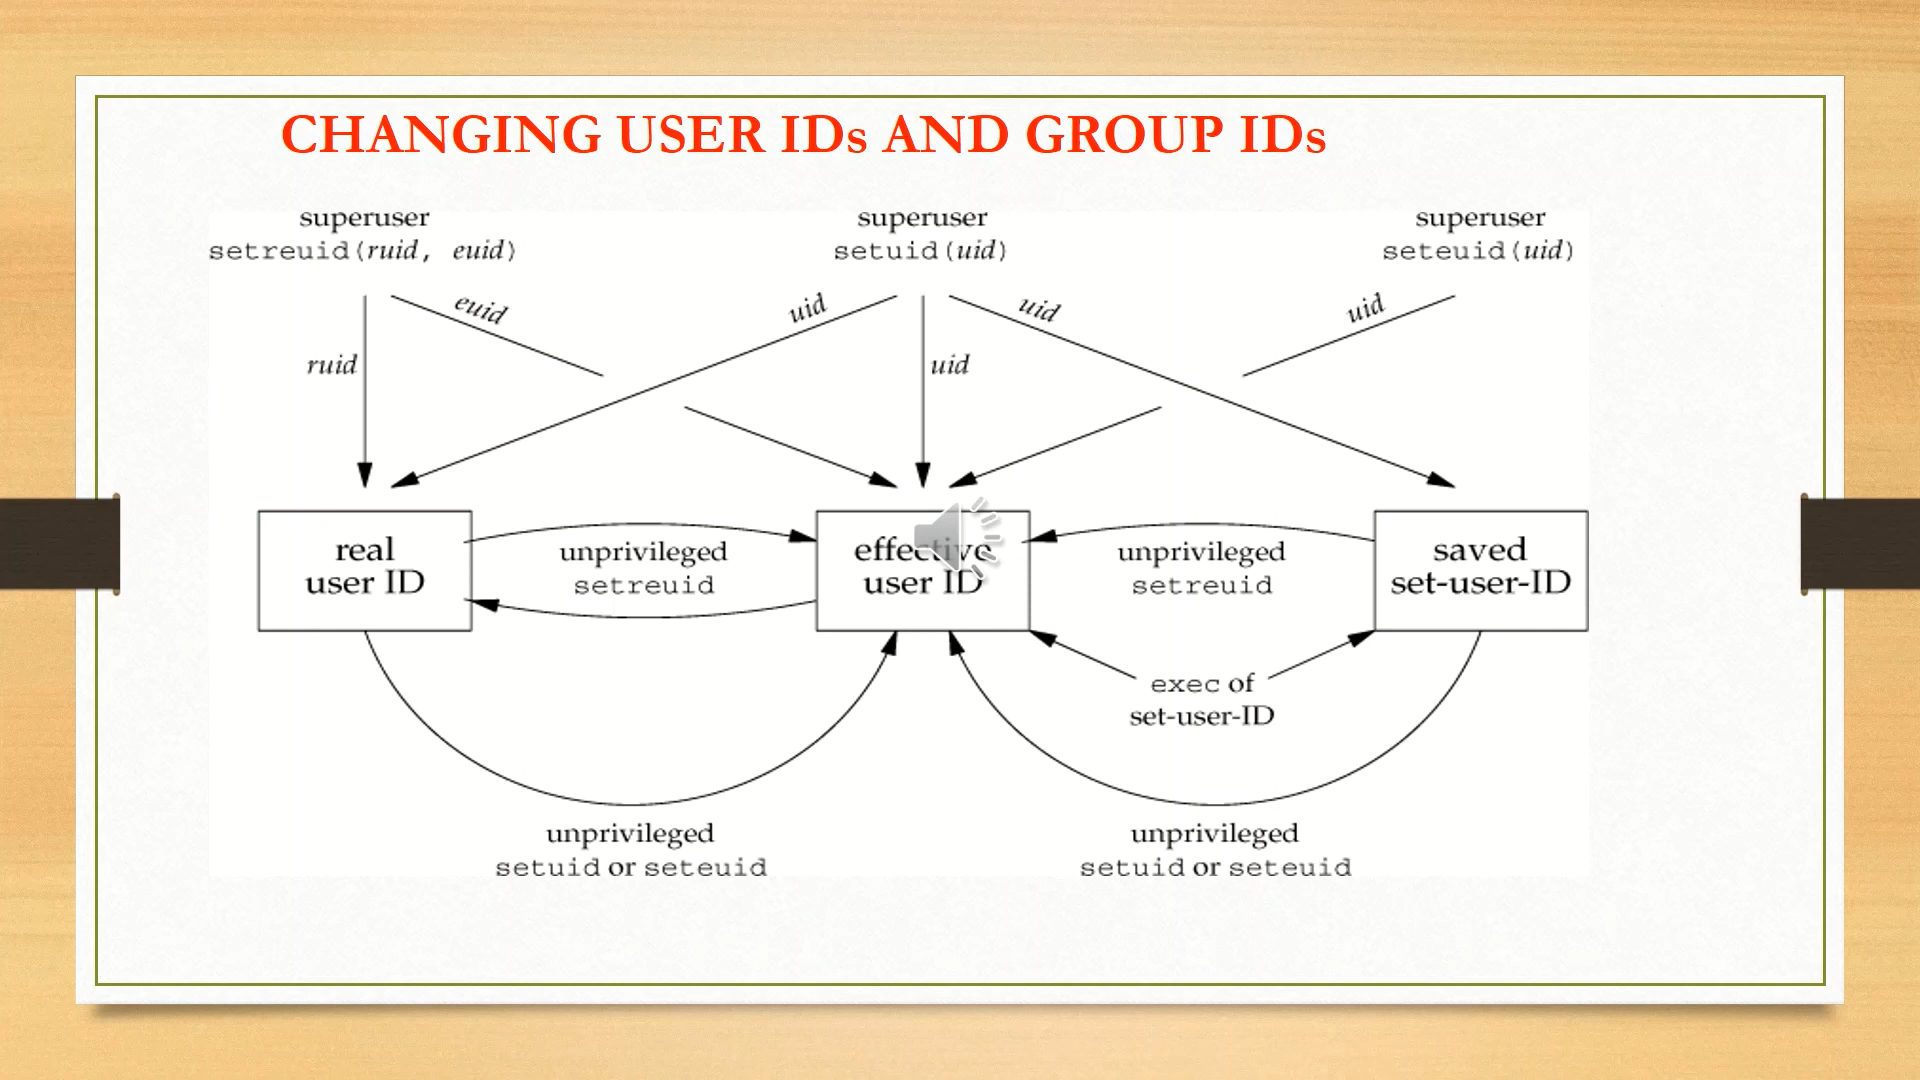 CHANGING USER IDs AND GROUP IDs
superuser
setreuid(ruid, euid)
superuser
setuid(uid)
superuser
seteuid(uid)
euid
uid
uid
uid
ruid
uid
real
user ID
unprivileged
setreuid
effective
user ID
unprivileged
setreuid
saved
set-user-ID
exec of
set-user-ID
unprivileged
setuid or seteuid
unprivileged
setuid or seteuid